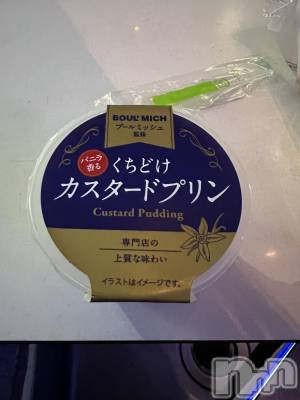 BOUL' MICH
ブールミッシュ
監修
バニラ
香る
くちどけ
カスタードプリン
Custard Pudding
専門店の
上質な味わい
イラストはイメージです。